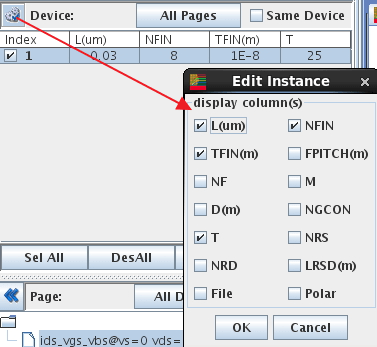 Device: All Pages Same Device
Index L(um) NFIN TFIN(m) T
1 0.03 8 1E-8 25
Edit Instance
display column(s)
L(um) NFIN
TFIN(m) FPITCH(m)
NF M
D(m) NGCON
T NRS
NRD LRSD(m)
File Polar
OK Cancel
Sel All DesAll
Page: All D
ids_vgs_vbs@vs=0 vds=